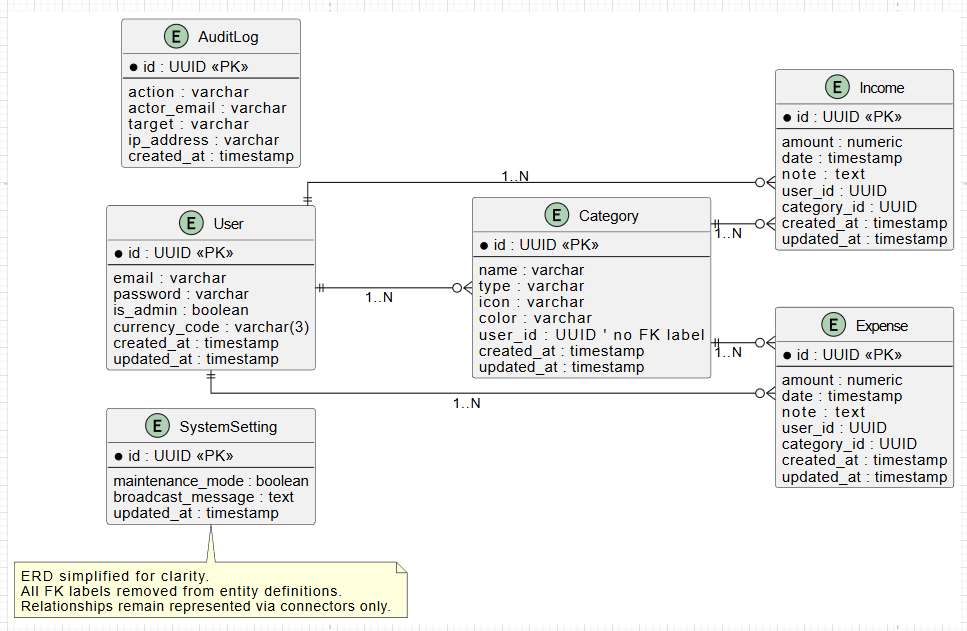 E AuditLog
id : UUID «PK»
action : varchar
actor_email : varchar
target : varchar
ip_address : varchar
created_at : timestamp
E Income
id : UUID «PK»
amount : numeric
date : timestamp
note : text
user_id : UUID
category_id : UUID
created_at : timestamp
updated_at : timestamp
1..N
E User
id : UUID «PK»
email : varchar
password : varchar
is_admin : boolean
currency_code : varchar(3)
created_at : timestamp
updated_at : timestamp
1..N
E Category
id : UUID «PK»
name : varchar
type : varchar
icon : varchar
color : varchar
user_id : UUID ' no FK label
created_at : timestamp
updated_at : timestamp
1..N
1..N
E Expense
id : UUID «PK»
amount : numeric
date : timestamp
note : text
user_id : UUID
category_id : UUID
created_at : timestamp
updated_at : timestamp
1..N
E SystemSetting
id : UUID «PK»
maintenance_mode : boolean
broadcast_message : text
updated_at : timestamp
ERD simplified for clarity.
All FK labels removed from entity definitions.
Relationships remain represented via connectors only.